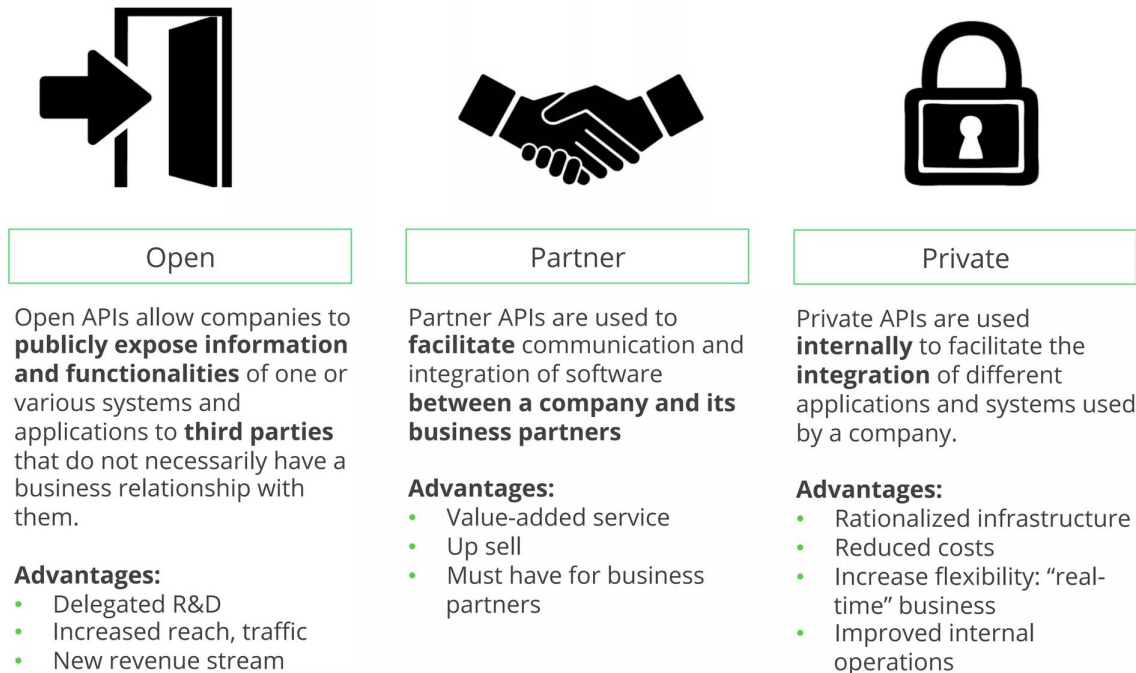 Open
Open APIs allow companies to
publicly expose information
and functionalities of one or
various systems and
applications to third parties
that do not necessarily have a
business relationship with
them.
Advantages:
• Delegated R&D
• Increased reach, traffic
• New revenue stream
Partner
Partner APIs are used to
facilitate communication and
integration of software
between a company and its
business partners
Advantages:
• Value-added service
• Up sell
• Must have for business
partners
Private
Private APIs are used
internally to facilitate the
integration of different
applications and systems used
by a company.
Advantages:
• Rationalized infrastructure
• Reduced costs
• Increase flexibility: “real-
time” business
• Improved internal
operations